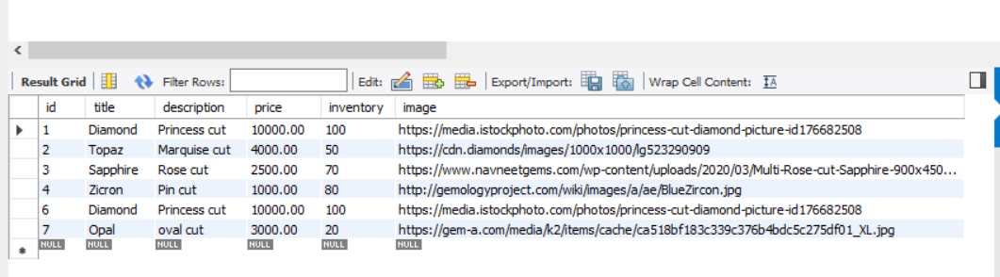 Result Grid Filter Rows: Edit: Export/Import: Wrap Cell Content: IA
id title description price inventory image
1 Diamond Princess cut 10000.00 100 https://media.istockphoto.com/photos/princess-cut-diamond-picture-id176682508
2 Topaz Marquise cut 4000.00 50 https://cdn.diamonds/images/1000x1000/lg523290909
3 Sapphire Rose cut 2500.00 70 https://www.navneetgems.com/wp-content/uploads/2020/03/Multi-Rose-cut-Sapphire-900x450...
4 Zicron Pin cut 1000.00 80 http://gemologyproject.com/wiki/images/a/ae/BlueZircon.jpg
6 Diamond Princess cut 10000.00 100 https://media.istockphoto.com/photos/princess-cut-diamond-picture-id176682508
7 Opal oval cut 3000.00 20 https://gem-a.com/media/k2/items/cache/ca518bf183c339c376b4bdc5c275df01_XL.jpg
NULL NULL NULL NULL NULL NULL